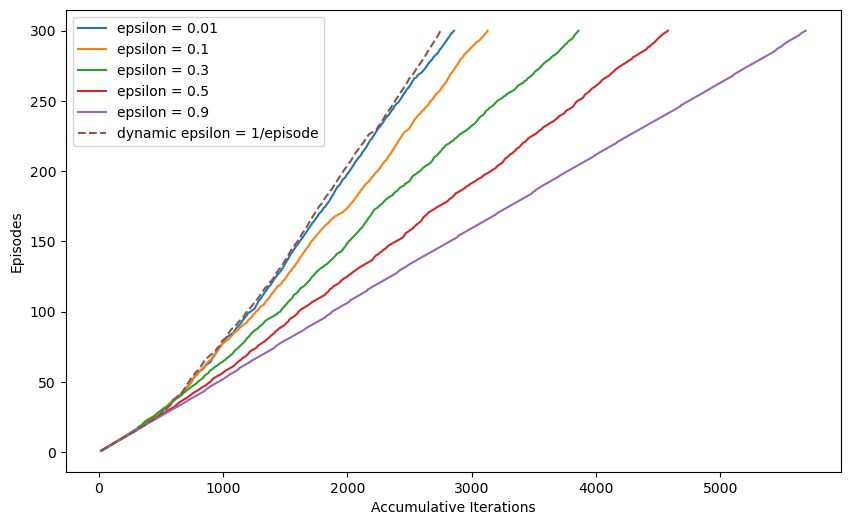 epsilon = 0.01
epsilon = 0.1
epsilon = 0.3
epsilon = 0.5
epsilon = 0.9
dynamic epsilon = 1/episode
300
250
200
150
100
50
0
Episodes
0 1000 2000 3000 4000 5000
Accumulative Iterations